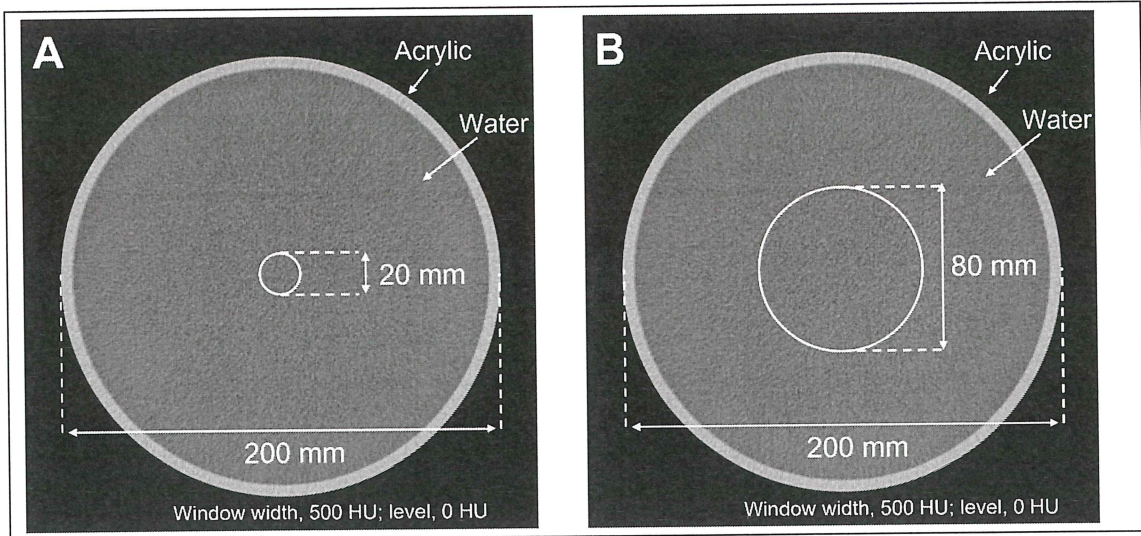 A
Acrylic
Water
20 mm
200 mm
Window width, 500 HU; level, 0 HU
B
Acrylic
Water
80 mm
200 mm
Window width, 500 HU; level, 0 HU